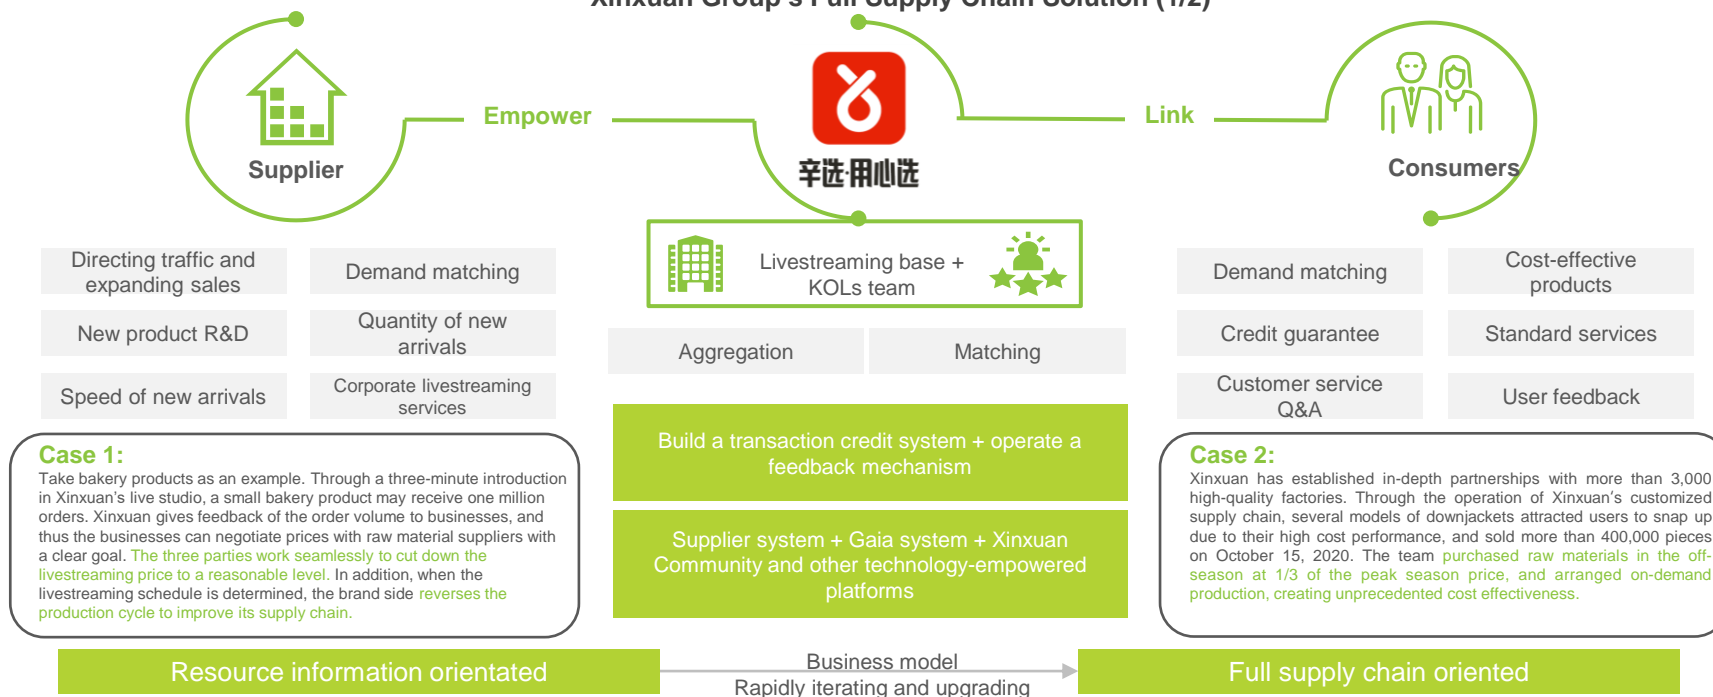 Xinxuan Group's Full Supply Chain Solution (1/2)
Supplier
Empower
辛选·用心选
Link
Consumers
Directing traffic and
expanding sales
Demand matching
New product R&D
Quantity of new
arrivals
Speed of new arrivals
Corporate livestreaming
services
Livestreaming base +
KOLs team
Aggregation
Matching
Build a transaction credit system + operate a
feedback mechanism
Supplier system + Gaia system + Xinxuan
Community and other technology-empowered
platforms
Demand matching
Cost-effective
products
Credit guarantee
Standard services
Customer service
Q&A
User feedback
Case 1:
Take bakery products as an example. Through a three-minute introduction
in Xinxuan's live studio, a small bakery product may receive one million
orders. Xinxuan gives feedback of the order volume to businesses, and
thus the businesses can negotiate prices with raw material suppliers with
a clear goal. The three parties work seamlessly to cut down the
livestreaming price to a reasonable level. In addition, when the
livestreaming schedule is determined, the brand side reverses the
production cycle to improve its supply chain.
Case 2:
Xinxuan has established in-depth partnerships with more than 3,000
high-quality factories. Through the operation of Xinxuan's customized
supply chain, several models of downjackets attracted users to snap up
due to their high cost performance, and sold more than 400,000 pieces
on October 15, 2020. The team purchased raw materials in the off-
season at 1/3 of the peak season price, and arranged on-demand
production, creating unprecedented cost effectiveness.
Resource information orientated
Business model
Rapidly iterating and upgrading
Full supply chain oriented